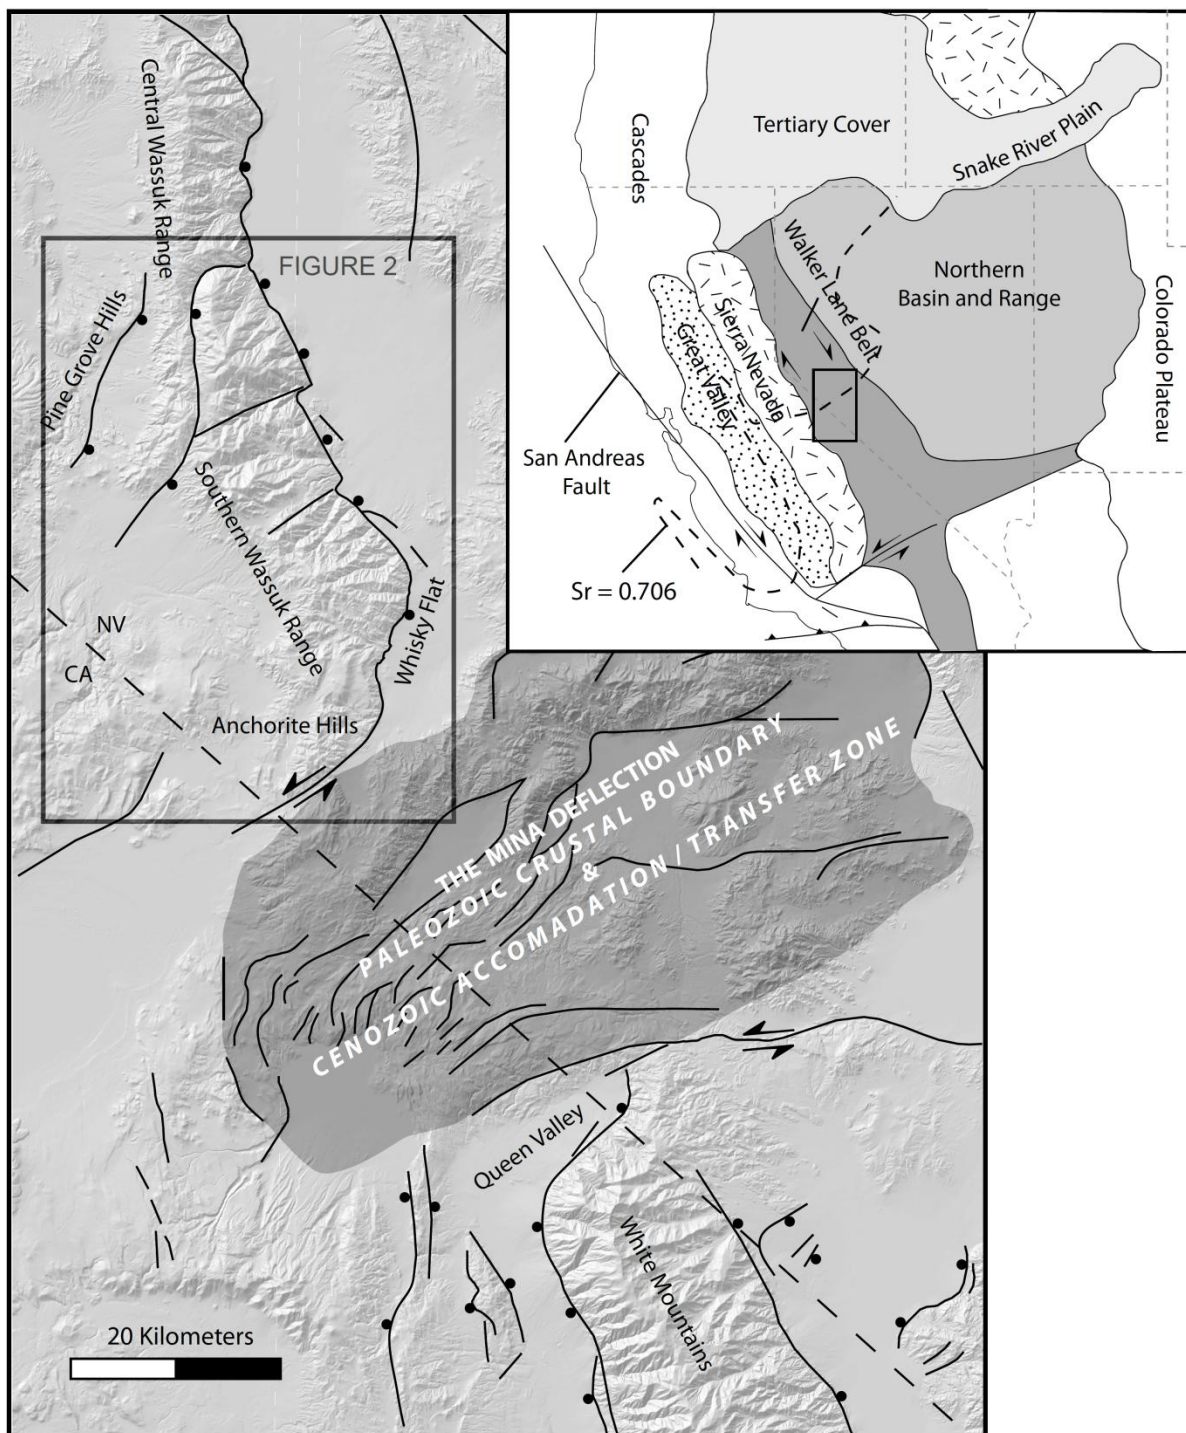 Central Wassuk Range
FIGURE 2
Pine Grove Hills
Southern Wassuk Range
Whisky Flat
NV
CA
Anchorite Hills
THE MINA DEFLECTION
PALEOZOIC CRUSTAL BOUNDARY
&
CENOZOIC ACCOMADATION / TRANSFER ZONE
Queen Valley
White Mountains
20 Kilometers
Cascades
Tertiary Cover
Snake River Plain
Walker Lane Belt
Northern
Basin and Range
Colorado Plateau
Sierra Nevada
Great Valley
San Andreas
Fault
Sr = 0.706